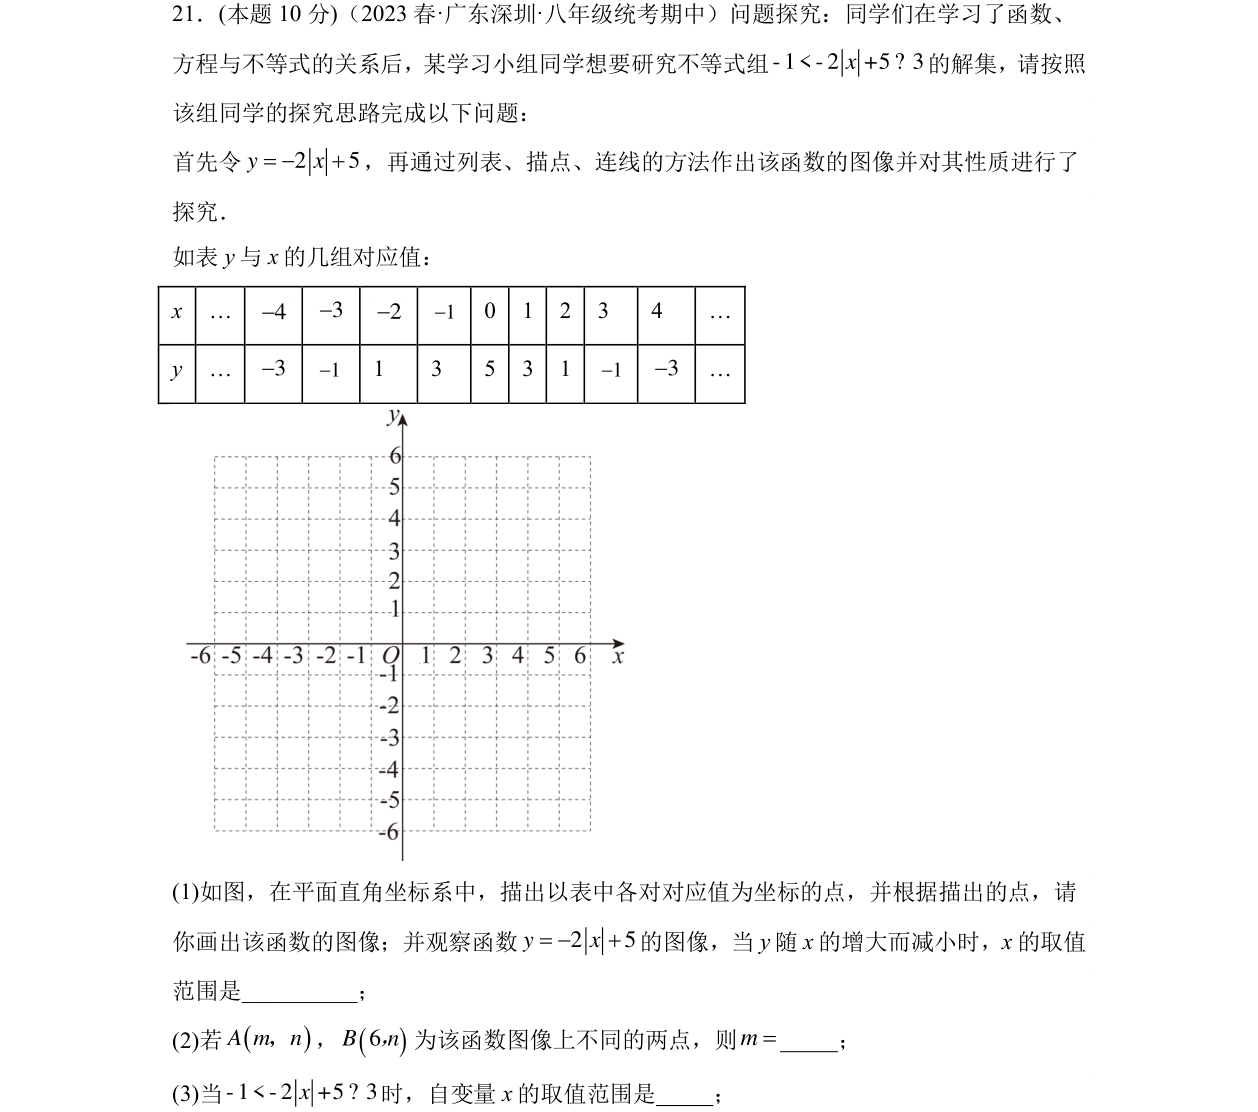 21．(本题 10 分)（2023 春·广东深圳·八年级统考期中）问题探究：同学们在学习了函数、
方程与不等式的关系后，某学习小组同学想要研究不等式组 - 1 < - 2|x| +5 ? 3 的解集，请按照
该组同学的探究思路完成以下问题：
首先令 y = −2|x| + 5，再通过列表、描点、连线的方法作出该函数的图像并对其性质进行了
探究．
如表 y 与 x 的几组对应值：
x … −4 −3 −2 −1 0 1 2 3 4 …
y … −3 −1 1 3 5 3 1 −1 −3 …
y
6
5
4
3
2
1
-6 -5 -4 -3 -2 -1 O 1 2 3 4 5 6 x
-1
-2
-3
-4
-5
-6
(1)如图，在平面直角坐标系中，描出以表中各对对应值为坐标的点，并根据描出的点，请
你画出该函数的图像；并观察函数 y = −2|x| + 5 的图像，当 y 随 x 的增大而减小时，x 的取值
范围是__________；
(2)若 A(m，n)，B(6,n) 为该函数图像上不同的两点，则 m = _____；
(3)当 - 1 < - 2|x| +5 ? 3 时，自变量 x 的取值范围是_____；